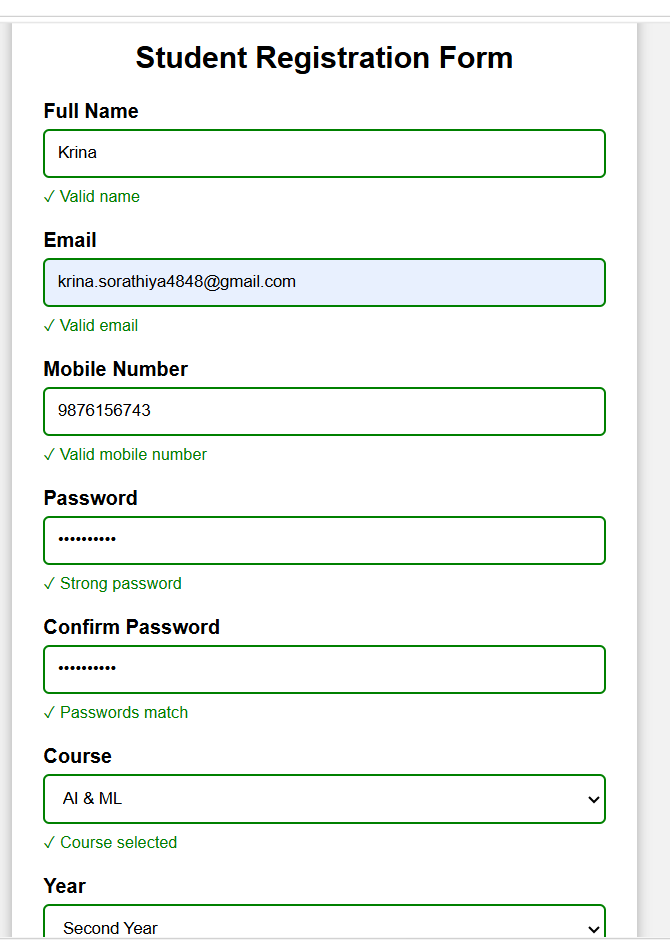 Student Registration Form
Full Name
Krina
✓ Valid name
Email
krina.sorathiya4848@gmail.com
✓ Valid email
Mobile Number
9876156743
✓ Valid mobile number
Password
••••••••••
✓ Strong password
Confirm Password
••••••••••
✓ Passwords match
Course
AI & ML
✓ Course selected
Year
Second Year